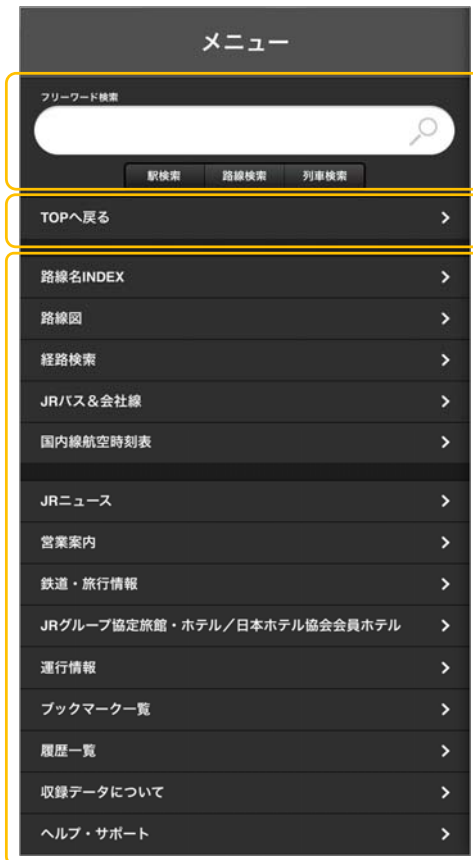 メニュー
フリーワード検索
駅検索 路線検索 列車検索
TOPへ戻る
路線名INDEX
路線図
経路検索
JRバス＆会社線
国内線航空時刻表
JRニュース
営業案内
鉄道・旅行情報
JRグループ協定旅館・ホテル／日本ホテル協会会員ホテル
運行情報
ブックマーク一覧
履歴一覧
収録データについて
ヘルプ・サポート